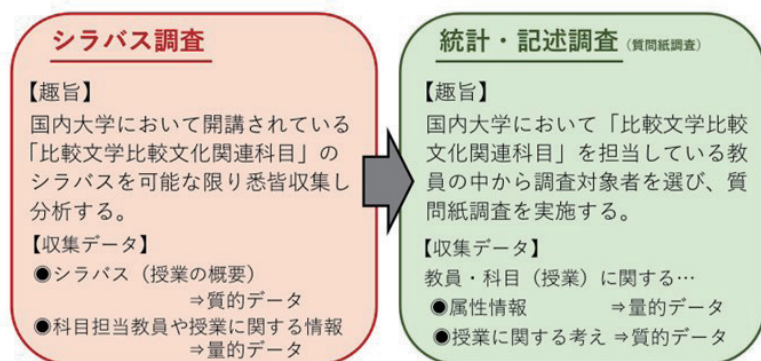 シラバス調査
【趣旨】
国内大学において開講されている
「比較文学比較文化関連科目」の
シラバスを可能な限り悉皆収集し
分析する。
【収集データ】
◉シラバス（授業の概要）
⇒質的データ
◉科目担当教員や授業に関する情報
⇒量的データ
統計・記述調査（質問紙調査）
【趣旨】
国内大学において「比較文学比較
文化関連科目」を担当している教
員の中から調査対象者を選び、質
問紙調査を実施する。
【収集データ】
教員・科目（授業）に関する…
◉属性情報 ⇒量的データ
◉授業に関する考え ⇒質的データ